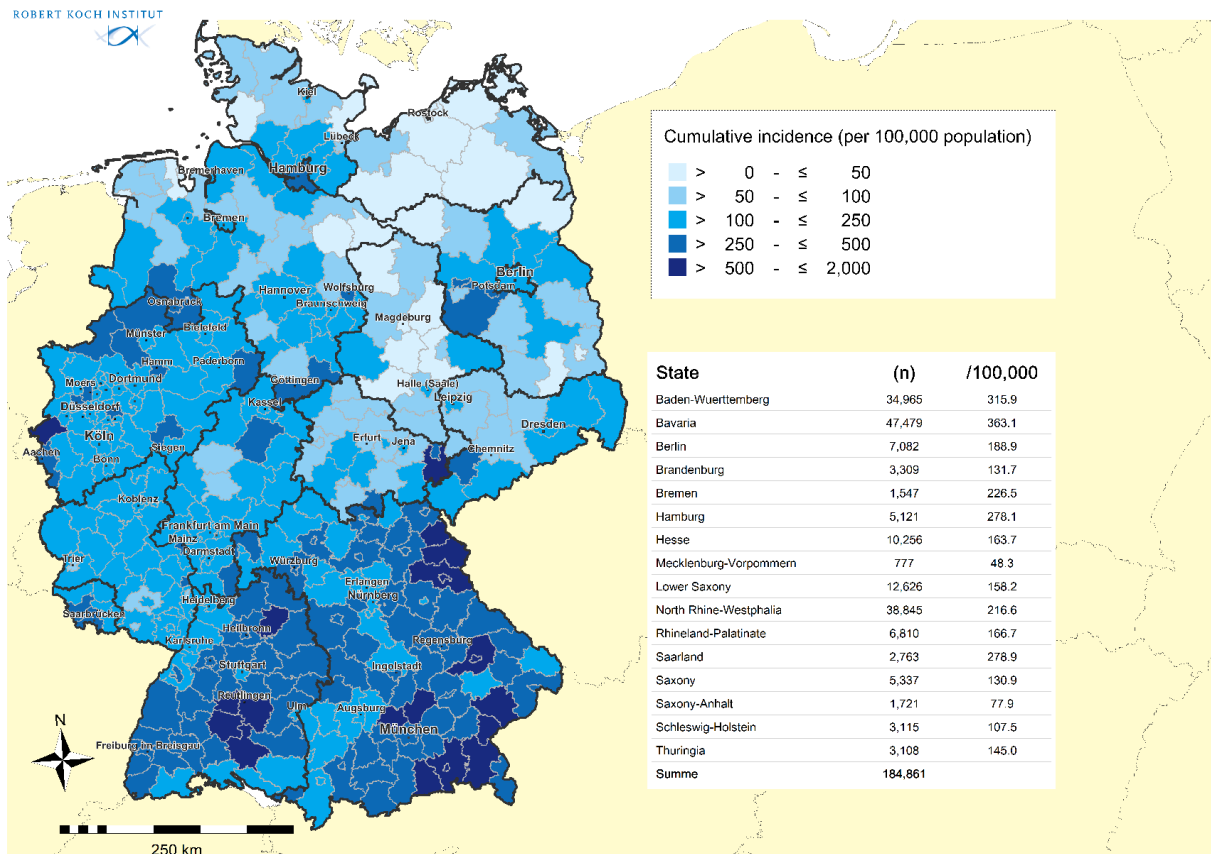 ROBERT KOCH INSTITUT
Kiel
Rostock
Lübeck
Hamburg
Bremerhaven
Bremen
Berlin
Potsdam
Hannover
Wolfsburg
Braunschweig
Osnabrück
Magdeburg
Bielefeld
Münster
Hamm
Paderborn
Göttingen
Halle (Saale)
Moers
Dortmund
Leipzig
Kassel
Düsseldorf
Dresden
Köln
Erfurt
Jena
Chemnitz
Aachen
Siegen
Bonn
Koblenz
Frankfurt am Main
Mainz
Darmstadt
Würzburg
Trier
Erlangen
Nürnberg
Heidelberg
Saarbrücken
Heilbronn
Karlsruhe
Regensburg
Stuttgart
Ingolstadt
Reutlingen
Ulm
Augsburg
München
Freiburg im Breisgau
N
250 km
Cumulative incidence (per 100,000 population)
> 0 - ≤ 50
> 50 - ≤ 100
> 100 - ≤ 250
> 250 - ≤ 500
> 500 - ≤ 2,000
State (n) /100,000
Baden-Wuerttemberg 34,965 315.9
Bavaria 47,479 363.1
Berlin 7,082 188.9
Brandenburg 3,309 131.7
Bremen 1,547 226.5
Hamburg 5,121 278.1
Hesse 10,256 163.7
Mecklenburg-Vorpommern 777 48.3
Lower Saxony 12,626 158.2
North Rhine-Westphalia 38,845 216.6
Rhineland-Palatinate 6,810 166.7
Saarland 2,763 278.9
Saxony 5,337 130.9
Saxony-Anhalt 1,721 77.9
Schleswig-Holstein 3,115 107.5
Thuringia 3,108 145.0
Summe 184,861